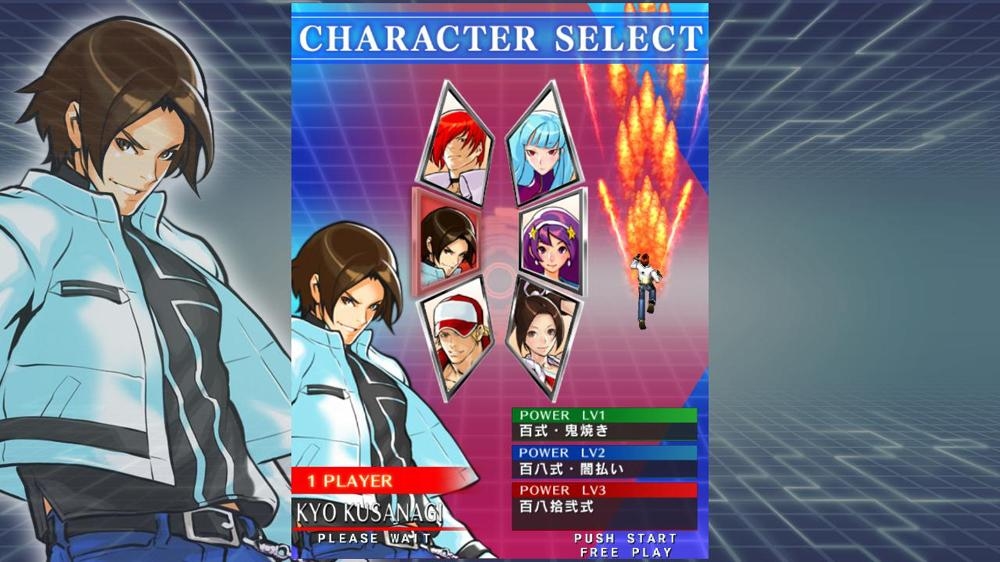 CHARACTER SELECT
POWER LV1
百式・鬼焼き
POWER LV2
百八式・闇払い
POWER LV3
百八拾弐式
1 PLAYER
KYO KUSANAGI
PLEASE WAIT
PUSH START
FREE PLAY